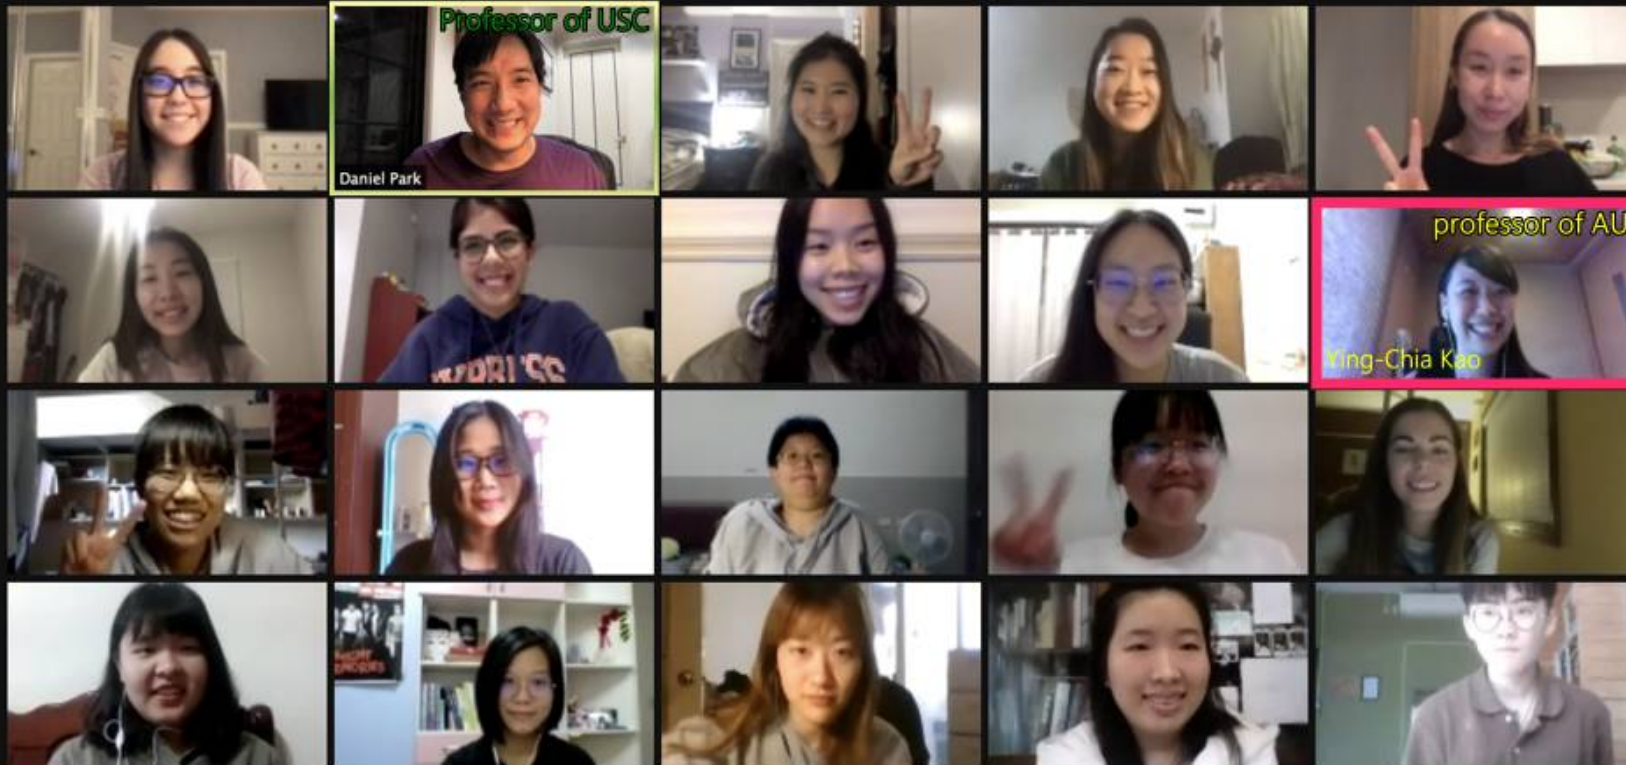 Professor of USC
Daniel Park
professor of AU
Ying-Chia Kao